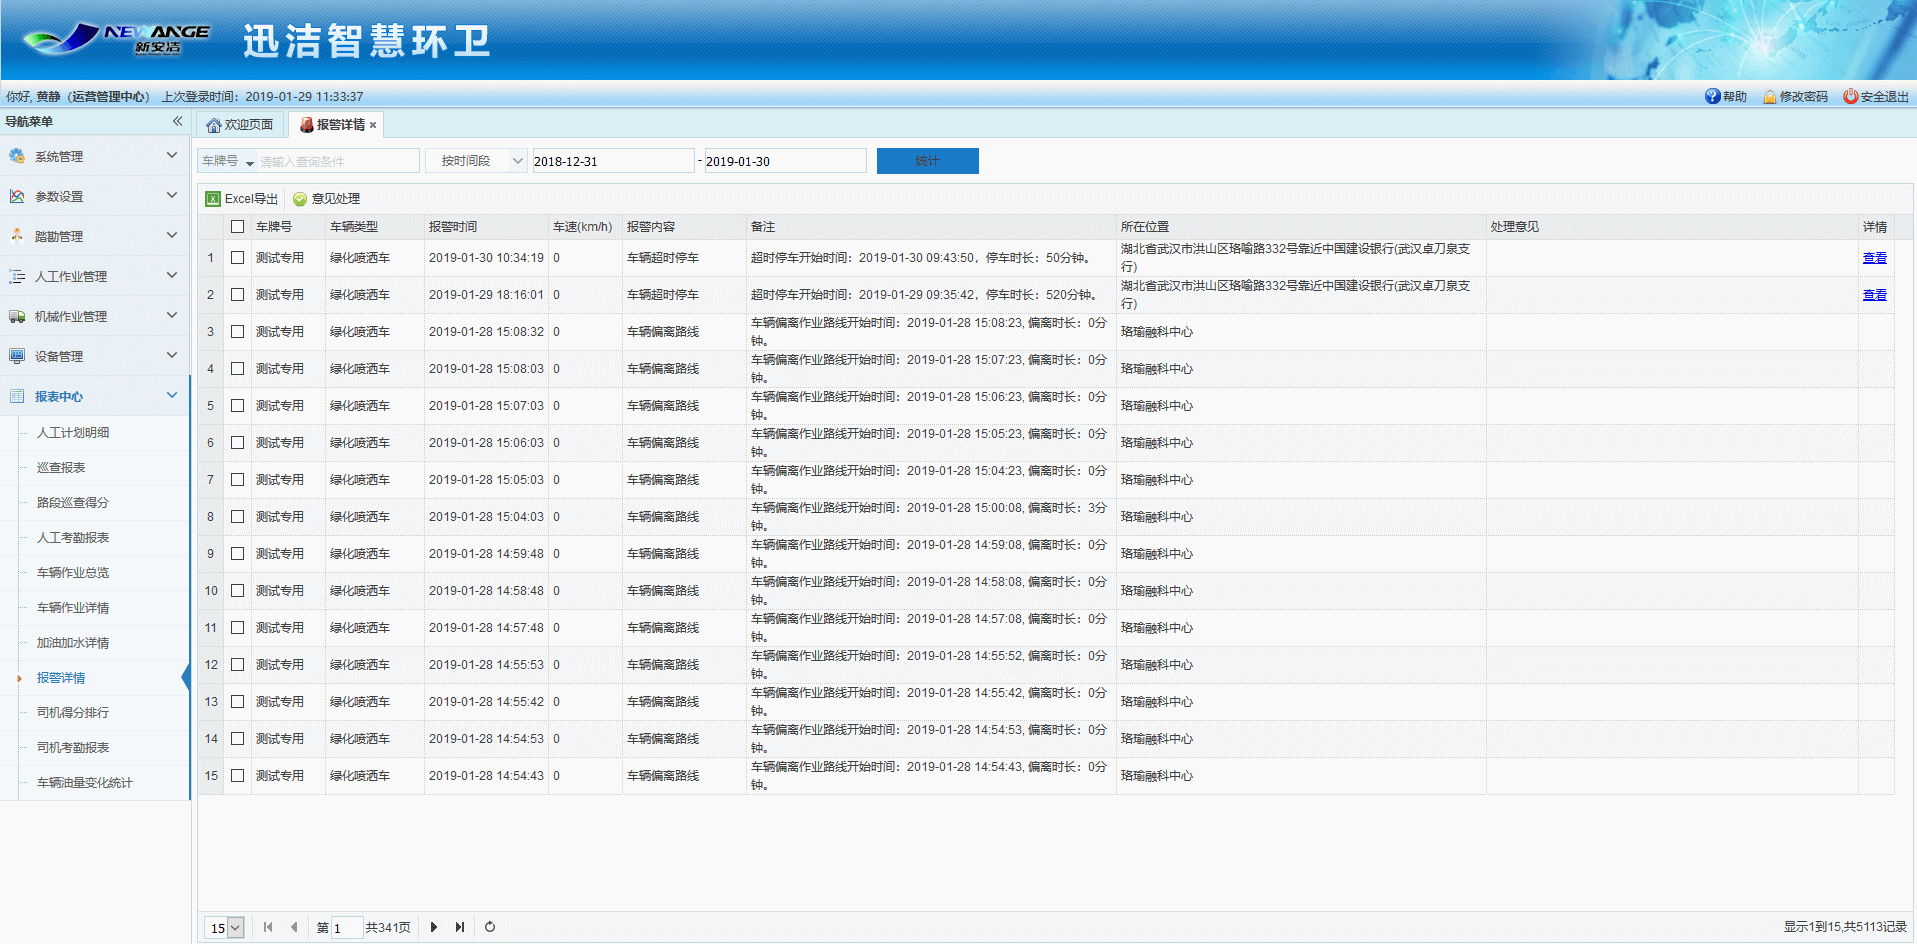 NEWANGE
新安洁
迅洁智慧环卫
你好, 黄静（运营管理中心） 上次登录时间：2019-01-29 11:33:37
帮助 修改密码 安全退出
导航菜单
欢迎页面 报警详情
系统管理
参数设置
踏勘管理
人工作业管理
机械作业管理
设备管理
报表中心
人工计划明细
巡查报表
路段巡查得分
人工考勤报表
车辆作业总览
车辆作业详情
加油加水详情
报警详情
司机得分排行
司机考勤报表
车辆油量变化统计
车牌号 请输入查询条件 按时间段 2018-12-31 - 2019-01-30 统计
Excel导出 意见处理
车牌号 车辆类型 报警时间 车速(km/h) 报警内容 备注 所在位置 处理意见 详情
1 测试专用 绿化喷洒车 2019-01-30 10:34:19 0 车辆超时停车 超时停车开始时间：2019-01-30 09:43:50，停车时长：50分钟。 湖北省武汉市洪山区珞喻路332号靠近中国建设银行(武汉卓刀泉支
行) 查看
2 测试专用 绿化喷洒车 2019-01-29 18:16:01 0 车辆超时停车 超时停车开始时间：2019-01-29 09:35:42，停车时长：520分钟。 湖北省武汉市洪山区珞喻路332号靠近中国建设银行(武汉卓刀泉支
行) 查看
3 测试专用 绿化喷洒车 2019-01-28 15:08:32 0 车辆偏离路线 车辆偏离作业路线开始时间：2019-01-28 15:08:23, 偏离时长：0分
钟。 珞瑜融科中心
4 测试专用 绿化喷洒车 2019-01-28 15:08:03 0 车辆偏离路线 车辆偏离作业路线开始时间：2019-01-28 15:07:23, 偏离时长：0分
钟。 珞瑜融科中心
5 测试专用 绿化喷洒车 2019-01-28 15:07:03 0 车辆偏离路线 车辆偏离作业路线开始时间：2019-01-28 15:06:23, 偏离时长：0分
钟。 珞瑜融科中心
6 测试专用 绿化喷洒车 2019-01-28 15:06:03 0 车辆偏离路线 车辆偏离作业路线开始时间：2019-01-28 15:05:23, 偏离时长：0分
钟。 珞瑜融科中心
7 测试专用 绿化喷洒车 2019-01-28 15:05:03 0 车辆偏离路线 车辆偏离作业路线开始时间：2019-01-28 15:04:23, 偏离时长：0分
钟。 珞瑜融科中心
8 测试专用 绿化喷洒车 2019-01-28 15:04:03 0 车辆偏离路线 车辆偏离作业路线开始时间：2019-01-28 15:00:08, 偏离时长：3分
钟。 珞瑜融科中心
9 测试专用 绿化喷洒车 2019-01-28 14:59:48 0 车辆偏离路线 车辆偏离作业路线开始时间：2019-01-28 14:59:08, 偏离时长：0分
钟。 珞瑜融科中心
10 测试专用 绿化喷洒车 2019-01-28 14:58:48 0 车辆偏离路线 车辆偏离作业路线开始时间：2019-01-28 14:58:08, 偏离时长：0分
钟。 珞瑜融科中心
11 测试专用 绿化喷洒车 2019-01-28 14:57:48 0 车辆偏离路线 车辆偏离作业路线开始时间：2019-01-28 14:57:08, 偏离时长：0分
钟。 珞瑜融科中心
12 测试专用 绿化喷洒车 2019-01-28 14:55:53 0 车辆偏离路线 车辆偏离作业路线开始时间：2019-01-28 14:55:52, 偏离时长：0分
钟。 珞瑜融科中心
13 测试专用 绿化喷洒车 2019-01-28 14:55:42 0 车辆偏离路线 车辆偏离作业路线开始时间：2019-01-28 14:55:42, 偏离时长：0分
钟。 珞瑜融科中心
14 测试专用 绿化喷洒车 2019-01-28 14:54:53 0 车辆偏离路线 车辆偏离作业路线开始时间：2019-01-28 14:54:53, 偏离时长：0分
钟。 珞瑜融科中心
15 测试专用 绿化喷洒车 2019-01-28 14:54:43 0 车辆偏离路线 车辆偏离作业路线开始时间：2019-01-28 14:54:43, 偏离时长：0分
钟。 珞瑜融科中心
15 第 1 共341页 显示1到15,共5113记录